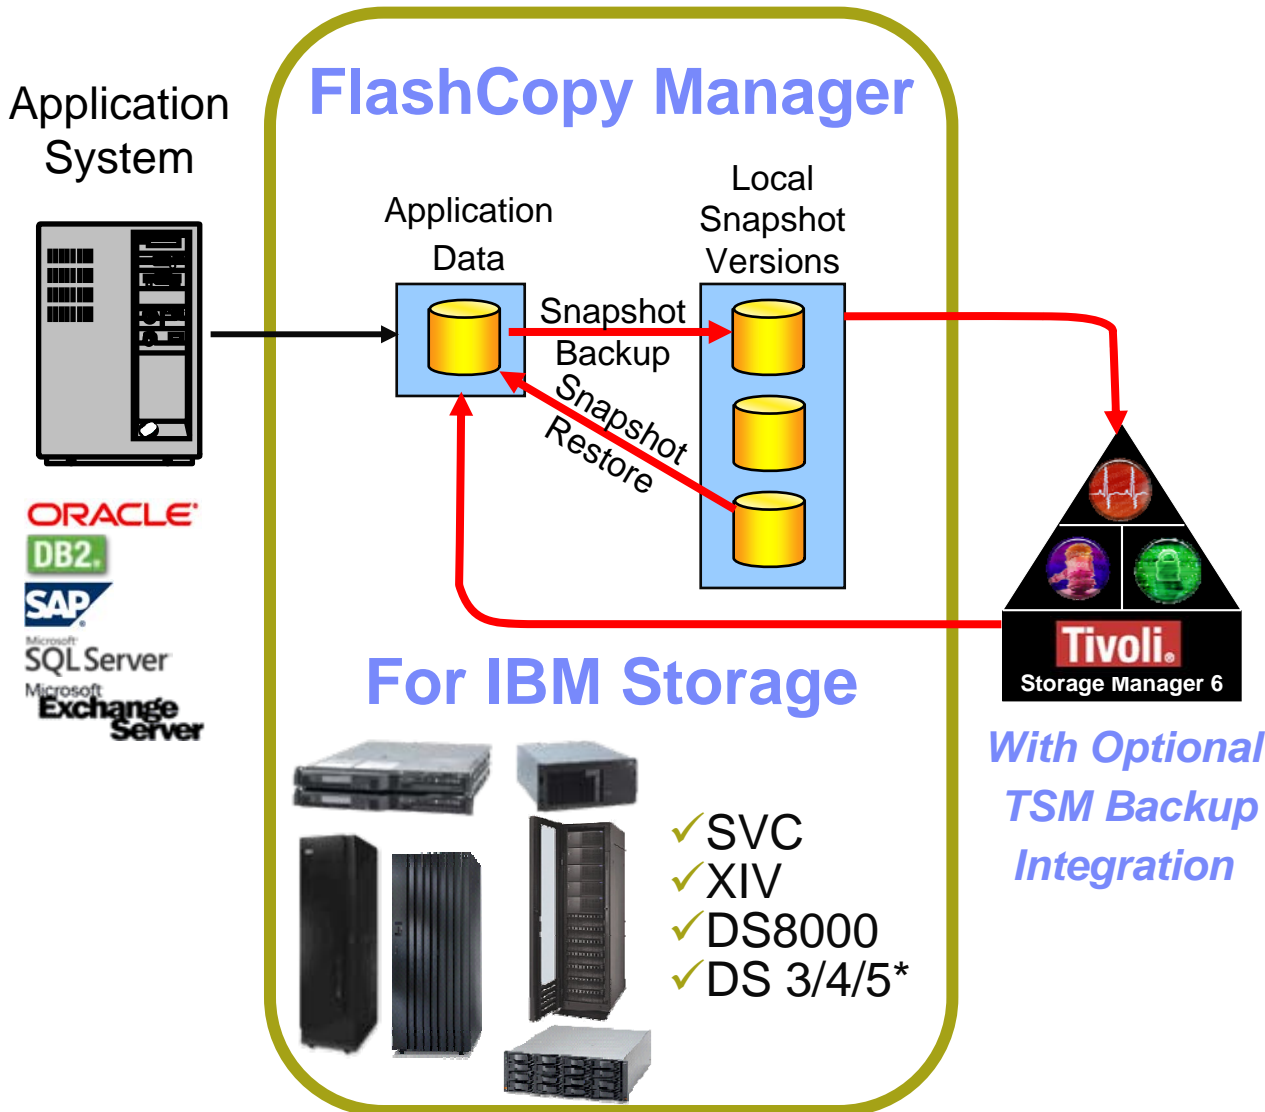 FlashCopy Manager
Application
System
Application
Data
Local
Snapshot
Versions
Snapshot
Backup
Snapshot
Restore
ORACLE
DB2.
SAP
Microsoft
SQL Server
Microsoft
Exchange
Server
Tivoli®
Storage Manager 6
With Optional
TSM Backup
Integration
For IBM Storage
✓SVC
✓XIV
✓DS8000
✓DS 3/4/5*